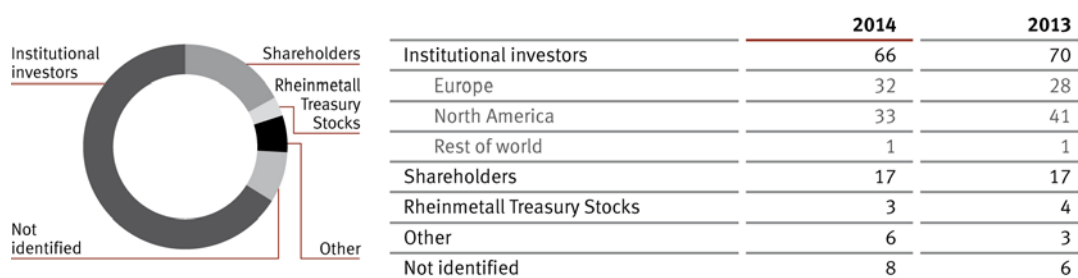 Institutional
investors
Shareholders
Rheinmetall
Treasury
Stocks
Not
identified
Other
2014 2013
Institutional investors 66 70
Europe 32 28
North America 33 41
Rest of world 1 1
Shareholders 17 17
Rheinmetall Treasury Stocks 3 4
Other 6 3
Not identified 8 6